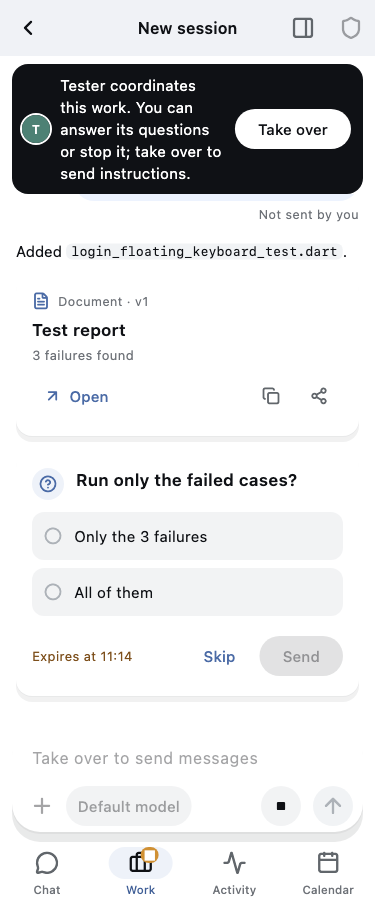 New session
T
Tester coordinates
this work. You can
answer its questions
or stop it; take over to
send instructions.
Take over
Not sent by you
Added login_floating_keyboard_test.dart.
Document · v1
Test report
3 failures found
Open
Run only the failed cases?
Only the 3 failures
All of them
Expires at 11:14
Skip
Send
Take over to send messages
Default model
Chat
Work
Activity
Calendar